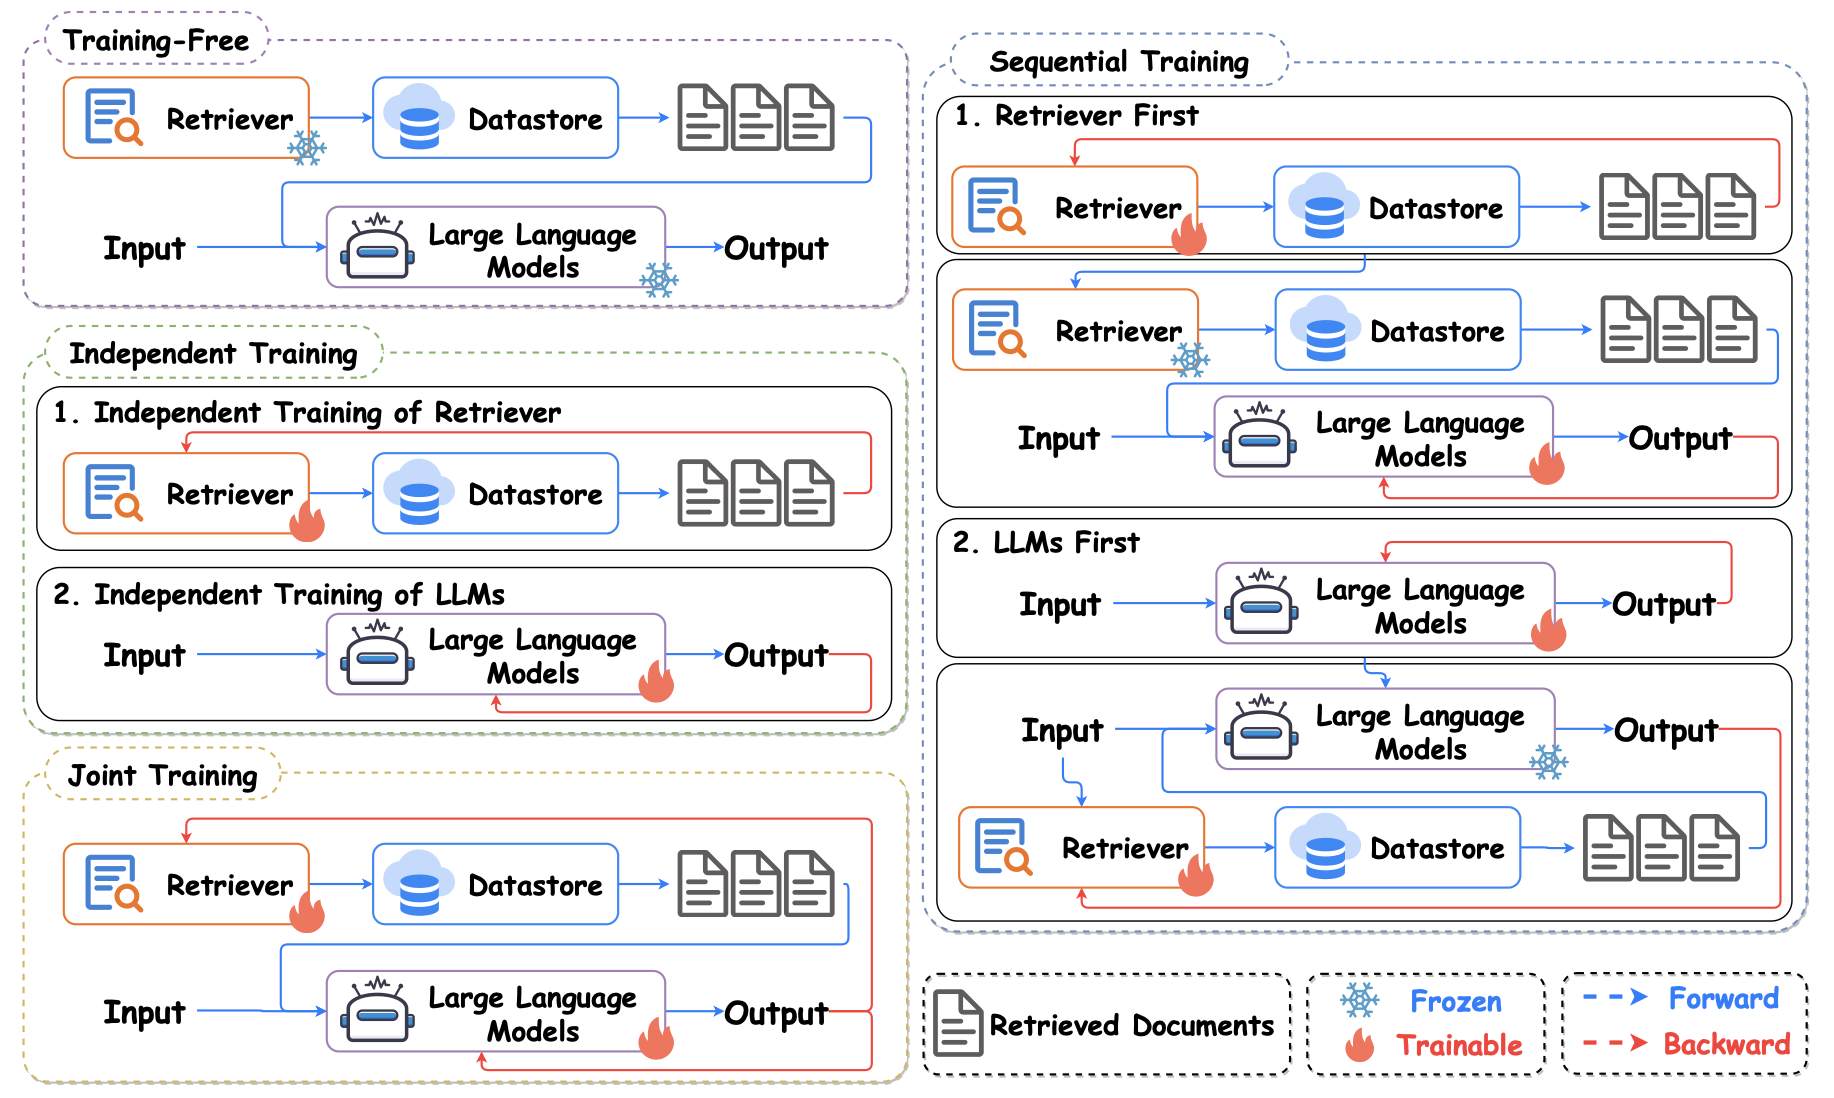 Training-Free
Retriever
Datastore
Input
Large Language
Models
Output
Independent Training
1. Independent Training of Retriever
Retriever
Datastore
2. Independent Training of LLMs
Input
Large Language
Models
Output
Joint Training
Retriever
Datastore
Input
Large Language
Models
Output
Sequential Training
1. Retriever First
Retriever
Datastore
Retriever
Datastore
Input
Large Language
Models
Output
2. LLMs First
Input
Large Language
Models
Output
Input
Large Language
Models
Output
Retriever
Datastore
Retrieved Documents
Frozen
Trainable
Forward
Backward